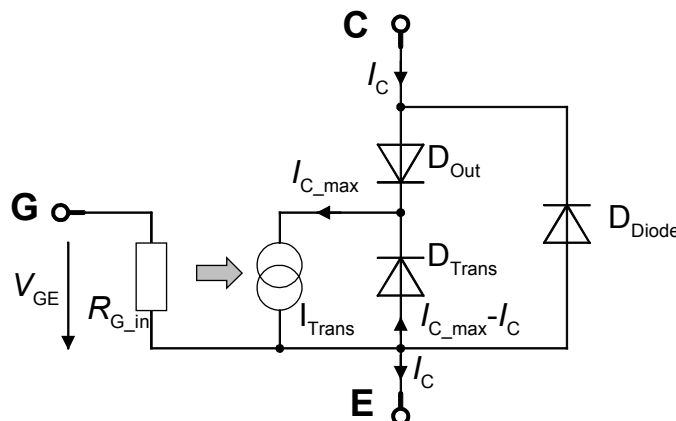 C
I_C
D_Out
I_C_max
G
D_Diode
D_Trans
V_GE
R_G_in
I_Trans
I_C_max-I_C
I_C
E